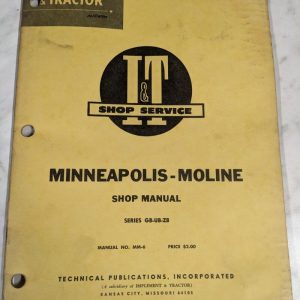 & TRACTOR
I&T
SHOP SERVICE
MINNEAPOLIS-MOLINE
SHOP MANUAL
SERIES GB-UB-ZB
MANUAL NO. MM-6 PRICE $2.00
TECHNICAL PUBLICATIONS, INCORPORATED
(A subsidiary of IMPLEMENT & TRACTOR)
KANSAS CITY, MISSOURI 64105